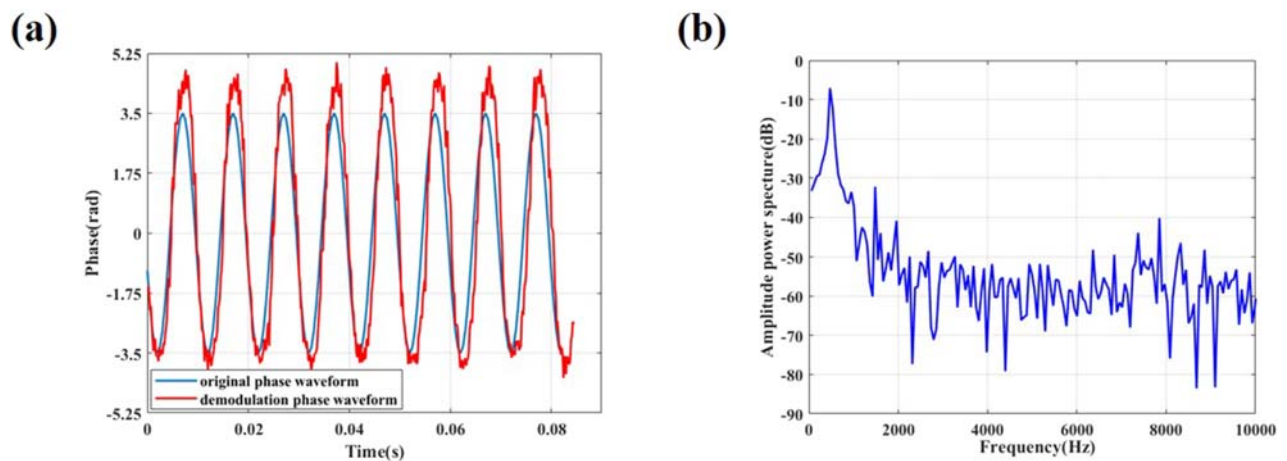 (a)
5.25
3.5
1.75
0
-1.75
-3.5
-5.25
Phase(rad)
original phase waveform
demodulation phase waveform
0 0.02 0.04 0.06 0.08
Time(s)
(b)
0
-10
-20
-30
-40
-50
-60
-70
-80
-90
Amplitude power specture(dB)
0 2000 4000 6000 8000 10000
Frequency(Hz)